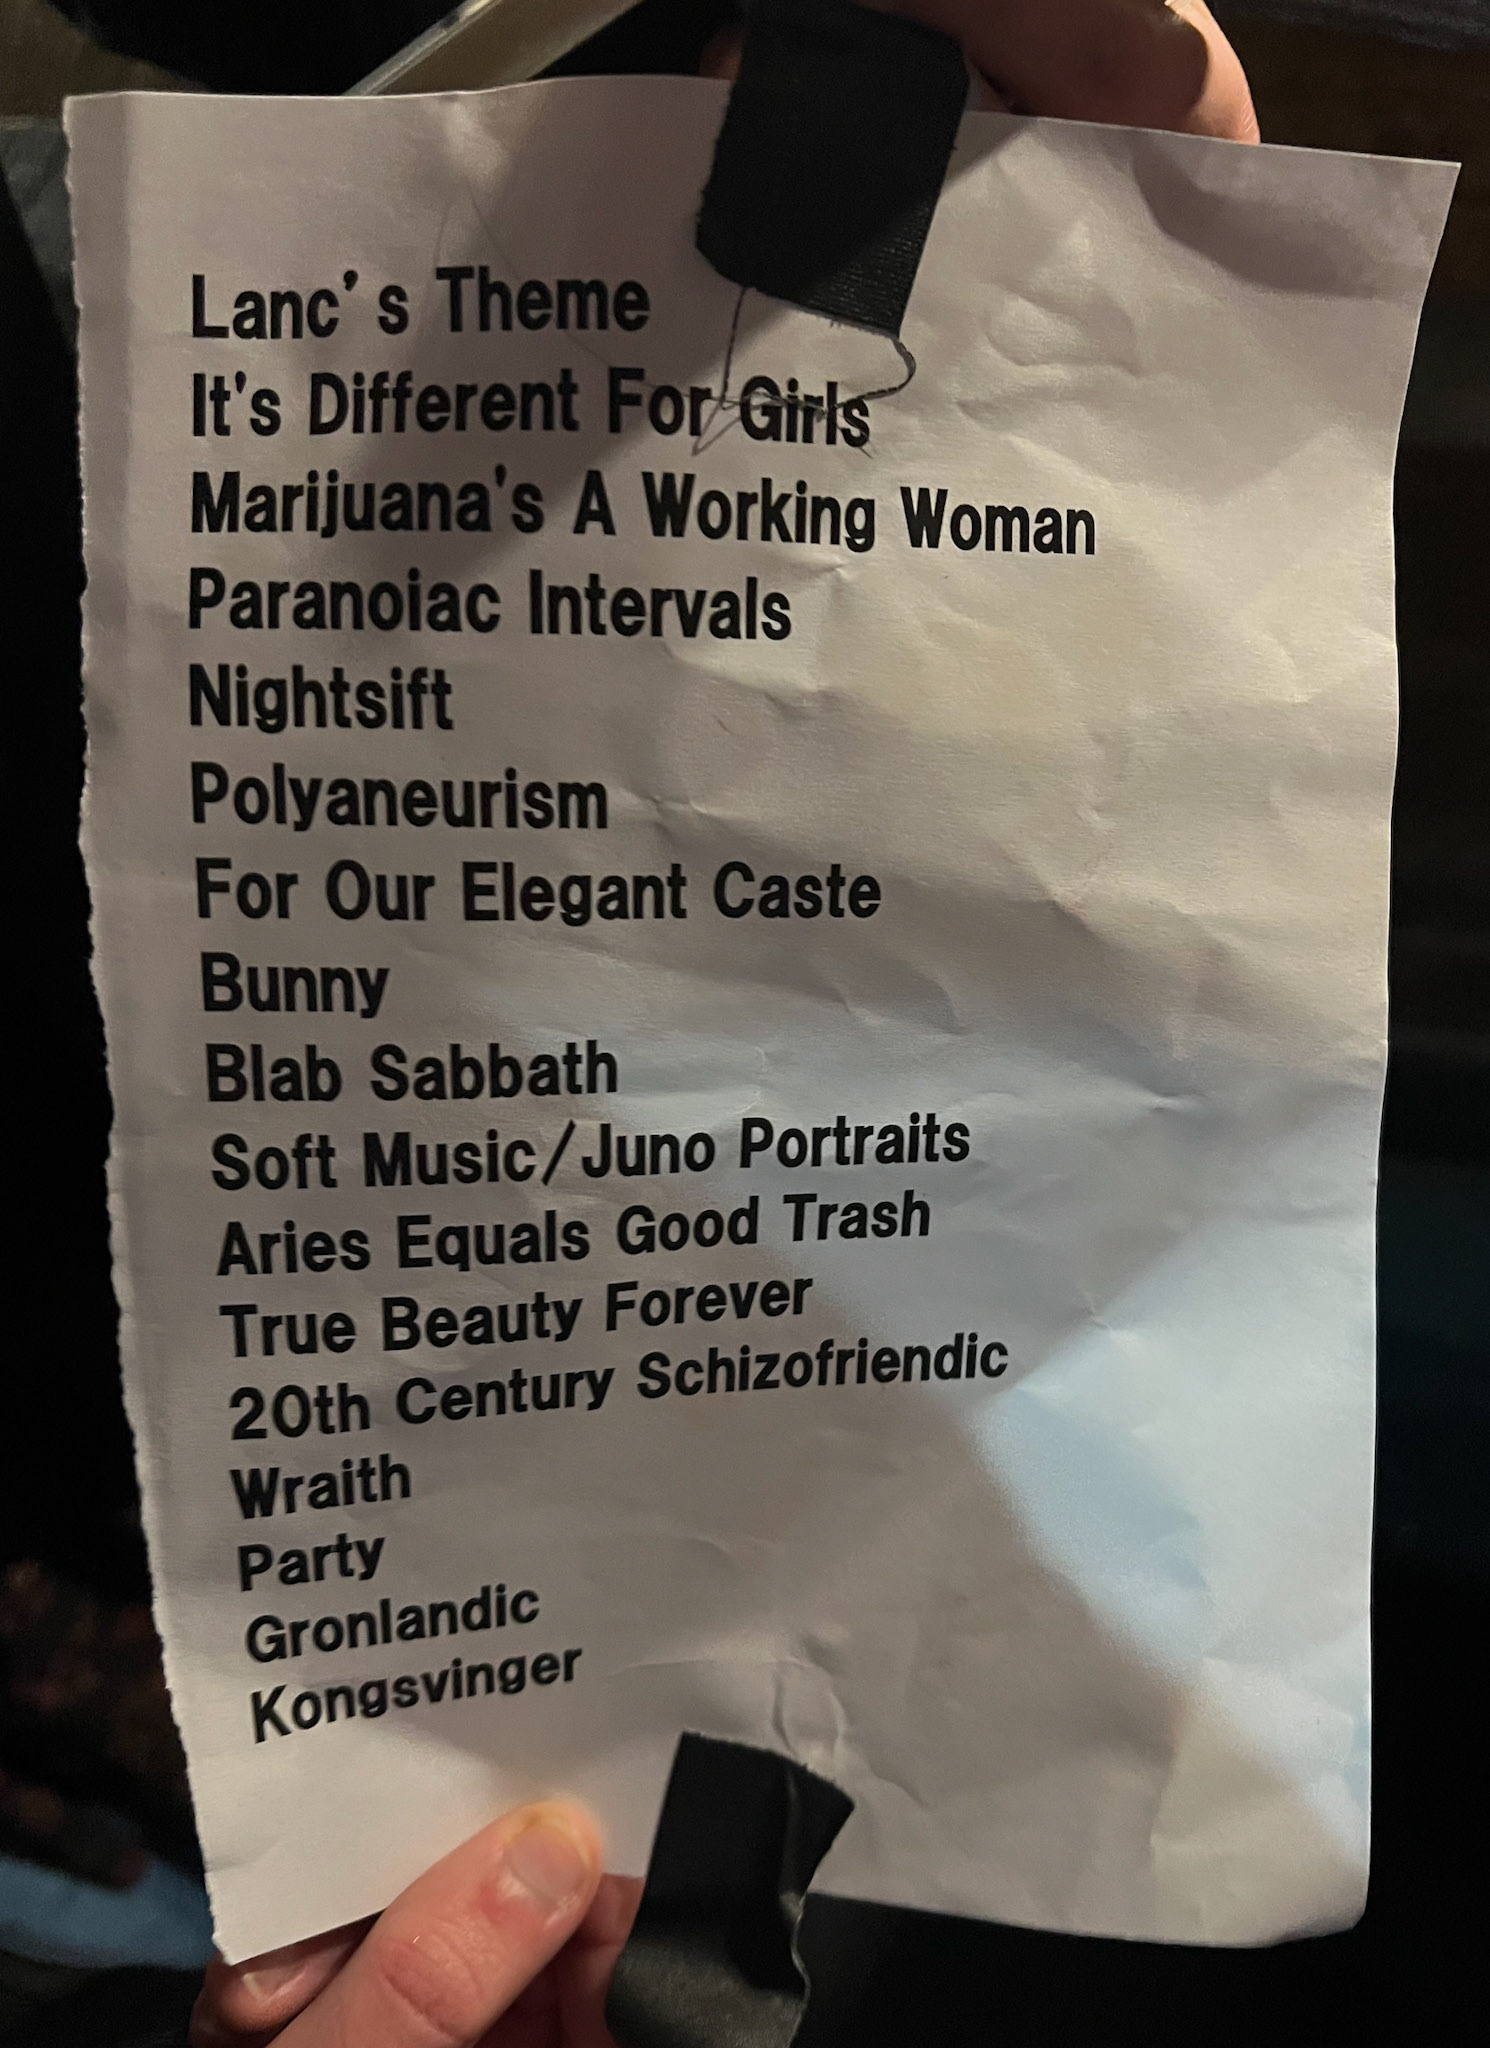 Lanc's Theme
It's Different For Girls
Marijuana's A Working Woman
Paranoiac Intervals
Nightsift
Polyaneurism
For Our Elegant Caste
Bunny
Blab Sabbath
Soft Music/Juno Portraits
Aries Equals Good Trash
True Beauty Forever
20th Century Schizofriendic
Wraith
Party
Gronlandic
Kongsvinger